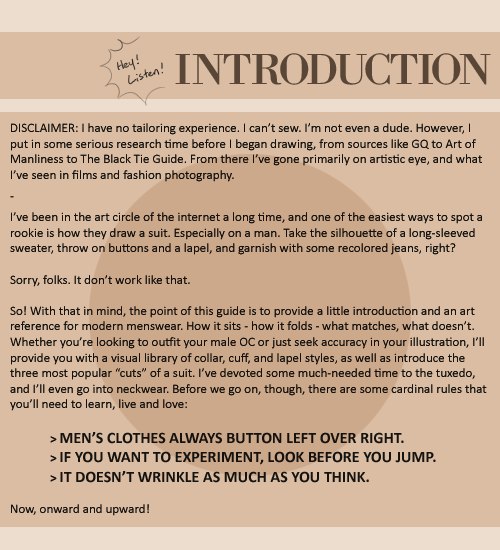 Hey!
Listen!
INTRODUCTION
DISCLAIMER: I have no tailoring experience. I can't sew. I'm not even a dude. However, I
put in some serious research time before I began drawing, from sources like GQ to Art of
Manliness to The Black Tie Guide. From there I've gone primarily on artistic eye, and what
I've seen in films and fashion photography.
-
I've been in the art circle of the internet a long time, and one of the easiest ways to spot a
rookie is how they draw a suit. Especially on a man. Take the silhouette of a long-sleeved
sweater, throw on buttons and a lapel, and garnish with some recolored jeans, right?
Sorry, folks. It don't work like that.
So! With that in mind, the point of this guide is to provide a little introduction and an art
reference for modern menswear. How it sits - how it folds - what matches, what doesn't.
Whether you're looking to outfit your male OC or just seek accuracy in your illustration, I'll
provide you with a visual library of collar, cuff, and lapel styles, as well as introduce the
three most popular “cuts” of a suit. I've devoted some much-needed time to the tuxedo,
and I'll even go into neckwear. Before we go on, though, there are some cardinal rules that
you'll need to learn, live and love:
> MEN'S CLOTHES ALWAYS BUTTON LEFT OVER RIGHT.
> IF YOU WANT TO EXPERIMENT, LOOK BEFORE YOU JUMP.
> IT DOESN'T WRINKLE AS MUCH AS YOU THINK.
Now, onward and upward!